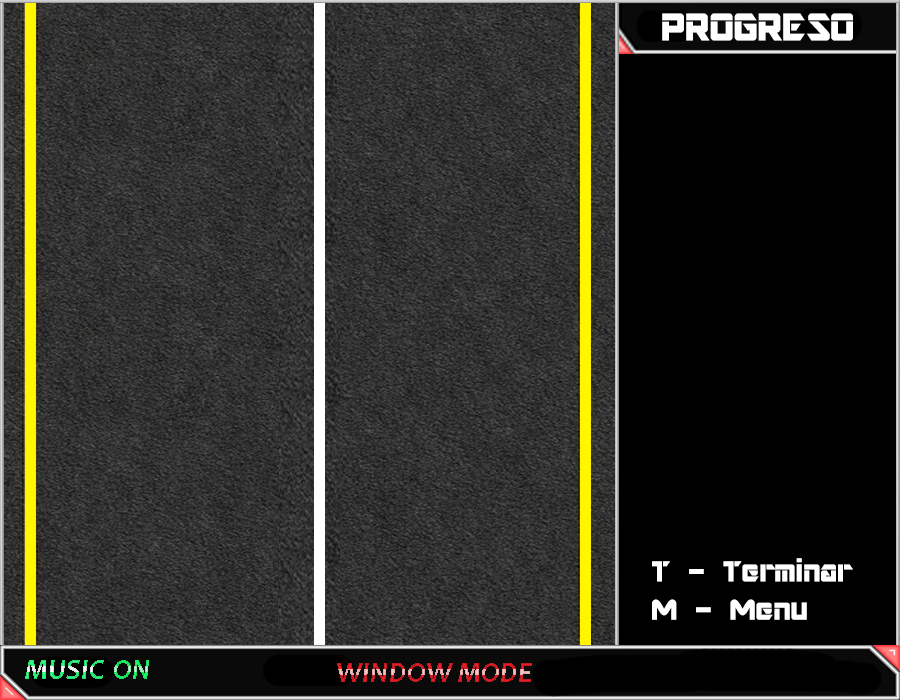 PROGRESO
T - Terminar
M - Menu
MUSIC ON
WINDOW MODE